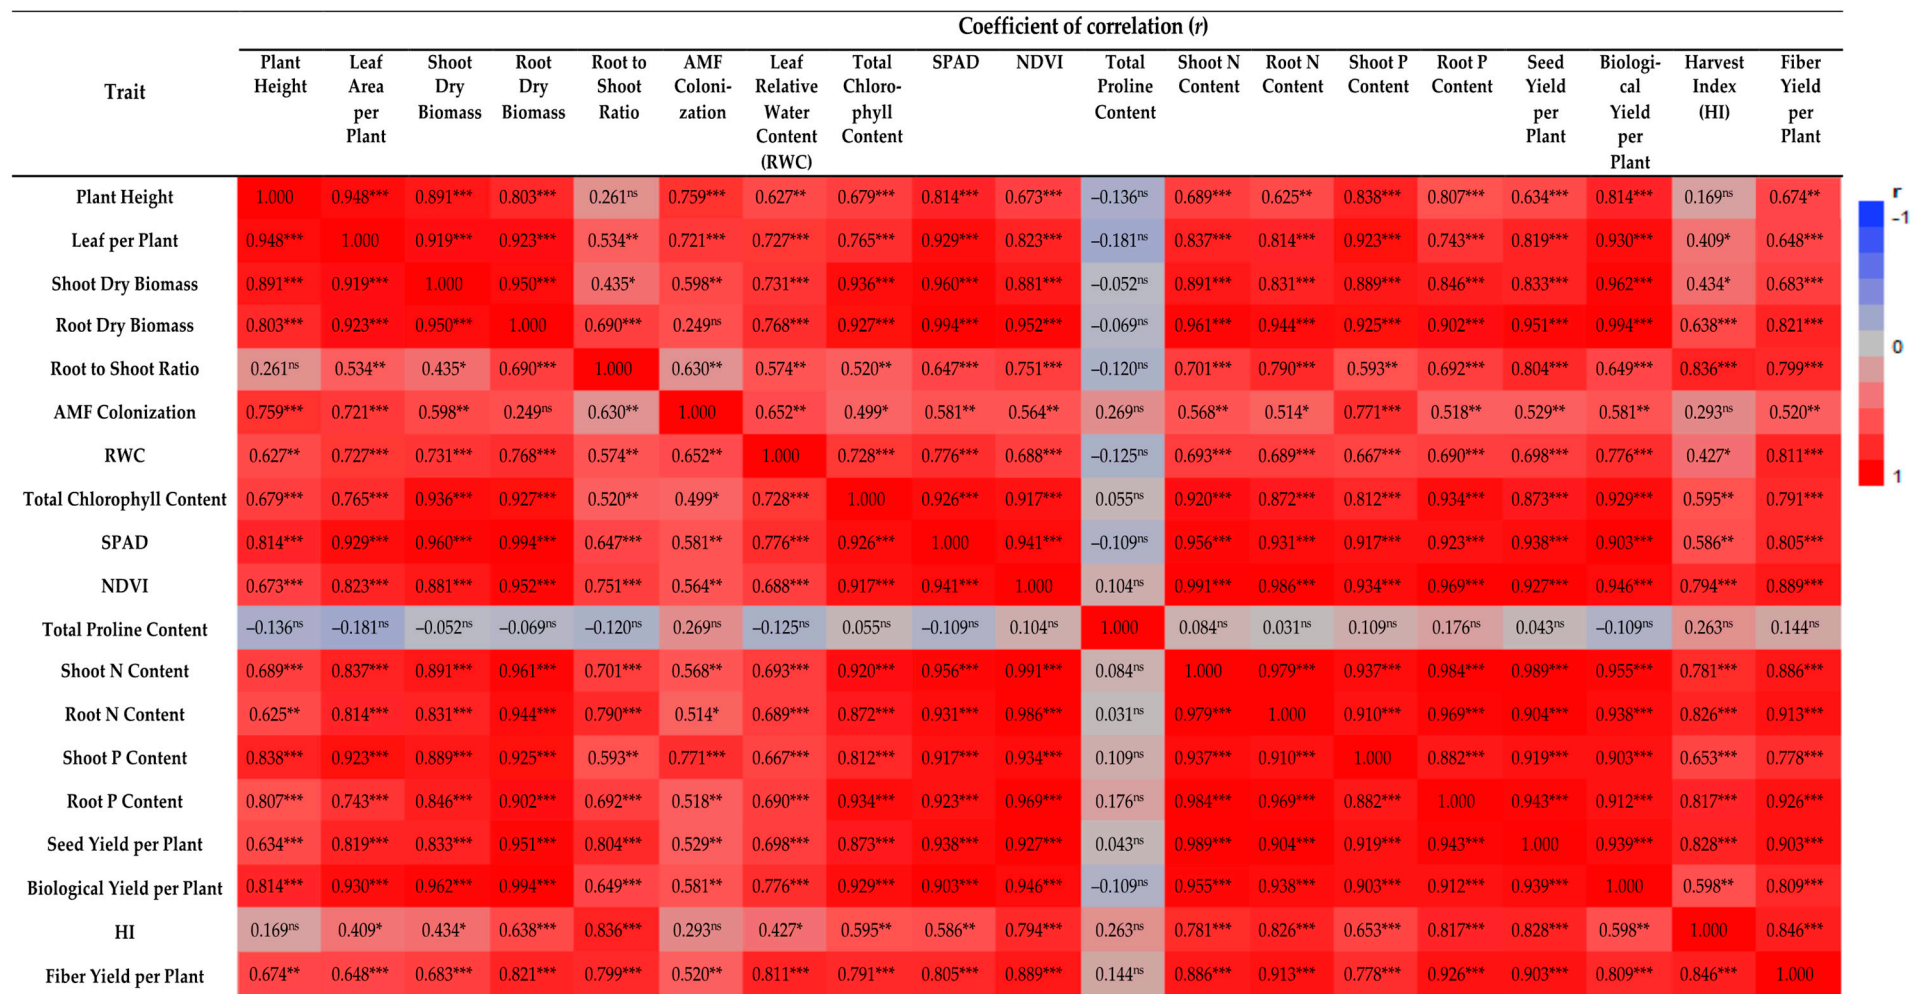 Coefficient of correlation (r)
Trait
Plant Height
Leaf Area per Plant
Shoot Dry Biomass
Root Dry Biomass
Root to Shoot Ratio
AMF Coloni-zation
Leaf Relative Water Content (RWC)
Total Chloro-phyll Content
SPAD
NDVI
Total Proline Content
Shoot N Content
Root N Content
Shoot P Content
Root P Content
Seed Yield per Plant
Biologi-cal Yield per Plant
Harvest Index (HI)
Fiber Yield per Plant
Plant Height 1.000 0.948*** 0.891*** 0.803*** 0.261ns 0.759*** 0.627** 0.679*** 0.814*** 0.673*** −0.136ns 0.689*** 0.625** 0.838*** 0.807*** 0.634*** 0.814*** 0.169ns 0.674**
Leaf per Plant 0.948*** 1.000 0.919*** 0.923*** 0.534** 0.721*** 0.727*** 0.765*** 0.929*** 0.823*** −0.181ns 0.837*** 0.814*** 0.923*** 0.743*** 0.819*** 0.930*** 0.409* 0.648***
Shoot Dry Biomass 0.891*** 0.919*** 1.000 0.950*** 0.435* 0.598** 0.731*** 0.936*** 0.960*** 0.881*** −0.052ns 0.891*** 0.831*** 0.889*** 0.846*** 0.833*** 0.962*** 0.434* 0.683***
Root Dry Biomass 0.803*** 0.923*** 0.950*** 1.000 0.690*** 0.249ns 0.768*** 0.927*** 0.994*** 0.952*** −0.069ns 0.961*** 0.944*** 0.925*** 0.902*** 0.951*** 0.994*** 0.638*** 0.821***
Root to Shoot Ratio 0.261ns 0.534** 0.435* 0.690*** 1.000 0.630** 0.574** 0.520** 0.647*** 0.751*** −0.120ns 0.701*** 0.790*** 0.593** 0.692*** 0.804*** 0.649*** 0.836*** 0.799***
AMF Colonization 0.759*** 0.721*** 0.598** 0.249ns 0.630** 1.000 0.652** 0.499* 0.581** 0.564** 0.269ns 0.568** 0.514* 0.771*** 0.518** 0.529** 0.581** 0.293ns 0.520**
RWC 0.627** 0.727*** 0.731*** 0.768*** 0.574** 0.652** 1.000 0.728*** 0.776*** 0.688*** −0.125ns 0.693*** 0.689*** 0.667*** 0.690*** 0.698*** 0.776*** 0.427* 0.811***
Total Chlorophyll Content 0.679*** 0.765*** 0.936*** 0.927*** 0.520** 0.499* 0.728*** 1.000 0.926*** 0.917*** 0.055ns 0.920*** 0.872*** 0.812*** 0.934*** 0.873*** 0.929*** 0.595** 0.791***
SPAD 0.814*** 0.929*** 0.960*** 0.994*** 0.647*** 0.581** 0.776*** 0.926*** 1.000 0.941*** −0.109ns 0.956*** 0.931*** 0.917*** 0.923*** 0.938*** 0.903*** 0.586** 0.805***
NDVI 0.673*** 0.823*** 0.881*** 0.952*** 0.751*** 0.564** 0.688*** 0.917*** 0.941*** 1.000 0.104ns 0.991*** 0.986*** 0.934*** 0.969*** 0.927*** 0.946*** 0.794*** 0.889***
Total Proline Content −0.136ns −0.181ns −0.052ns −0.069ns −0.120ns 0.269ns −0.125ns 0.055ns −0.109ns 0.104ns 1.000 0.084ns 0.031ns 0.109ns 0.176ns 0.043ns −0.109ns 0.263ns 0.144ns
Shoot N Content 0.689*** 0.837*** 0.891*** 0.961*** 0.701*** 0.568** 0.693*** 0.920*** 0.956*** 0.991*** 0.084ns 1.000 0.979*** 0.937*** 0.984*** 0.989*** 0.955*** 0.781*** 0.886***
Root N Content 0.625** 0.814*** 0.831*** 0.944*** 0.790*** 0.514* 0.689*** 0.872*** 0.931*** 0.986*** 0.031ns 0.979*** 1.000 0.910*** 0.969*** 0.904*** 0.938*** 0.826*** 0.913***
Shoot P Content 0.838*** 0.923*** 0.889*** 0.925*** 0.593** 0.771*** 0.667*** 0.812*** 0.917*** 0.934*** 0.109ns 0.937*** 0.910*** 1.000 0.882*** 0.919*** 0.903*** 0.653*** 0.778***
Root P Content 0.807*** 0.743*** 0.846*** 0.902*** 0.692*** 0.518** 0.690*** 0.934*** 0.923*** 0.969*** 0.176ns 0.984*** 0.969*** 0.882*** 1.000 0.943*** 0.912*** 0.817*** 0.926***
Seed Yield per Plant 0.634*** 0.819*** 0.833*** 0.951*** 0.804*** 0.529** 0.698*** 0.873*** 0.938*** 0.927*** 0.043ns 0.989*** 0.904*** 0.919*** 0.943*** 1.000 0.939*** 0.828*** 0.903***
Biological Yield per Plant 0.814*** 0.930*** 0.962*** 0.994*** 0.649*** 0.581** 0.776*** 0.929*** 0.903*** 0.946*** −0.109ns 0.955*** 0.938*** 0.903*** 0.912*** 0.939*** 1.000 0.598** 0.809***
HI 0.169ns 0.409* 0.434* 0.638*** 0.836*** 0.293ns 0.427* 0.595** 0.586** 0.794*** 0.263ns 0.781*** 0.826*** 0.653*** 0.817*** 0.828*** 0.598** 1.000 0.846***
Fiber Yield per Plant 0.674** 0.648*** 0.683*** 0.821*** 0.799*** 0.520** 0.811*** 0.791*** 0.805*** 0.889*** 0.144ns 0.886*** 0.913*** 0.778*** 0.926*** 0.903*** 0.809*** 0.846*** 1.000
r
-1
0
1